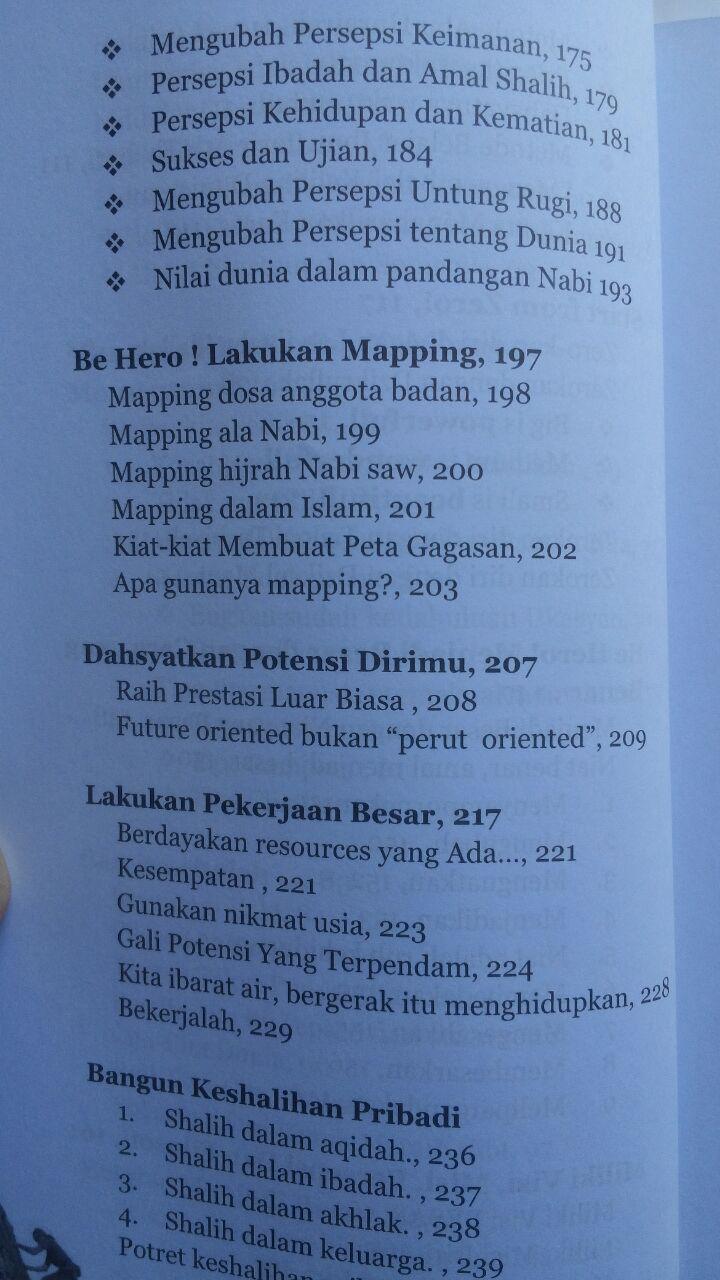 ❖ Mengubah Persepsi Keimanan, 175
❖ Persepsi Ibadah dan Amal Shalih, 179
❖ Persepsi Kehidupan dan Kematian, 181
❖ Sukses dan Ujian, 184
❖ Mengubah Persepsi Untung Rugi, 188
❖ Mengubah Persepsi tentang Dunia 191
❖ Nilai dunia dalam pandangan Nabi 193
Be Hero ! Lakukan Mapping, 197
Mapping dosa anggota badan, 198
Mapping ala Nabi, 199
Mapping hijrah Nabi saw, 200
Mapping dalam Islam, 201
Kiat-kiat Membuat Peta Gagasan, 202
Apa gunanya mapping?, 203
Dahsyatkan Potensi Dirimu, 207
Raih Prestasi Luar Biasa , 208
Future oriented bukan “perut oriented”, 209
Lakukan Pekerjaan Besar, 217
Berdayakan resources yang Ada..., 221
Kesempatan , 221
Gunakan nikmat usia, 223
Gali Potensi Yang Terpendam, 224
Kita ibarat air, bergerak itu menghidupkan, 228
Bekerjalah, 229
Bangun Keshalihan Pribadi
1. Shalih dalam aqidah., 236
2. Shalih dalam ibadah. , 237
3. Shalih dalam akhlak. , 238
4. Shalih dalam keluarga. , 239
Potret keshalihan